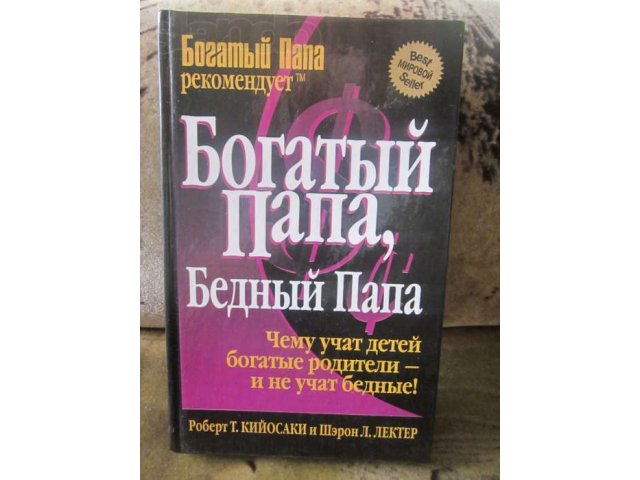 Богатый Папа
рекомендует™
Best
МИРОВОЙ
Seller
Богатый
Папа,
Бедный Папа
Чему учат детей
богатые родители —
и не учат бедные!
Роберт Т. КИЙОСАКИ и Шэрон Л. ЛЕКТЕР